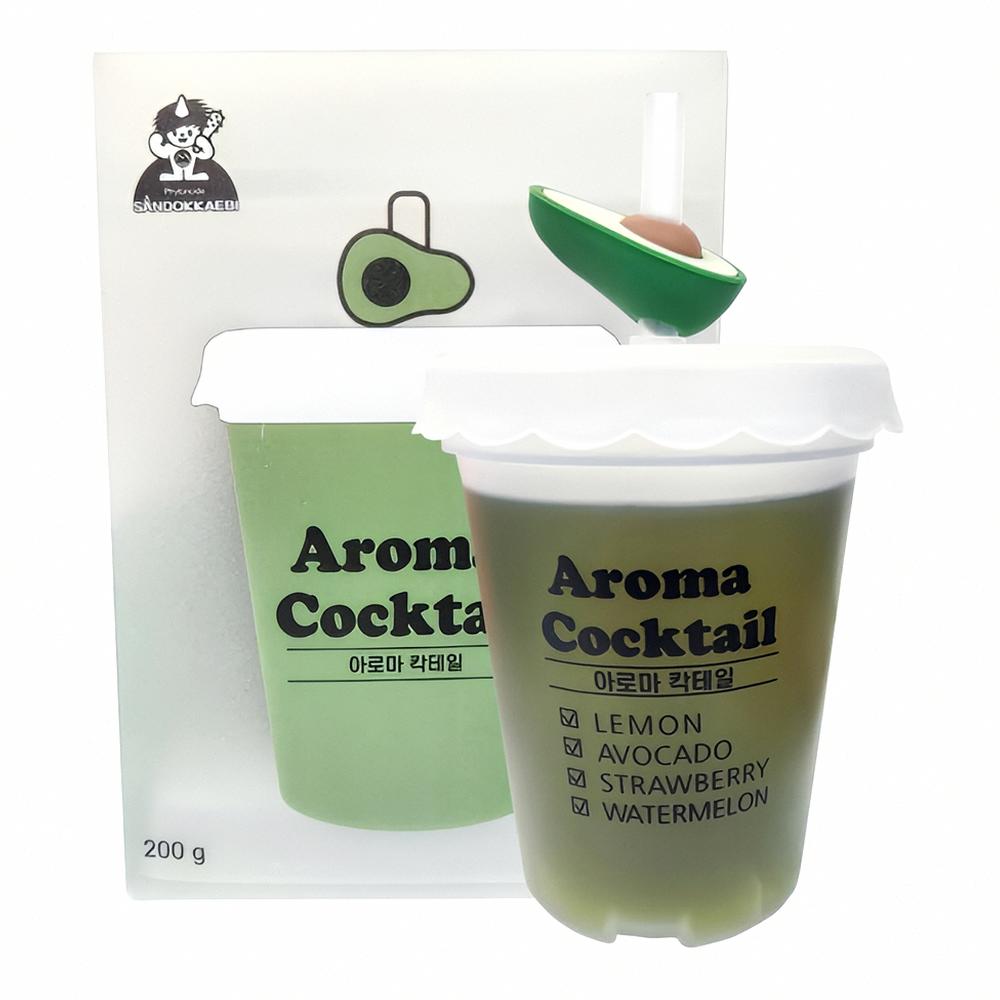 Phytoncide
SANDOKKAEBI
Aroma
Cockta
아로마 칵테일
200 g
Aroma
Cocktail
아로마 칵테일
☑ LEMON
☑ AVOCADO
☑ STRAWBERRY
☑ WATERMELON